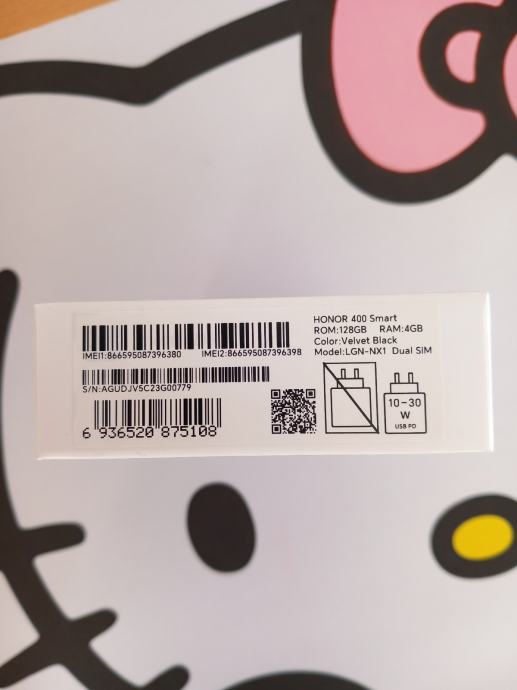 HONOR 400 Smart
ROM:128GB RAM:4GB
Color:Velvet Black
Model:LGN-NX1 Dual SIM
IMEI1:866595087396380 IMEI2:866595087396398
S/N:AGUDJV5C23G00779
6 936520 875108
10-30
W
USB PD